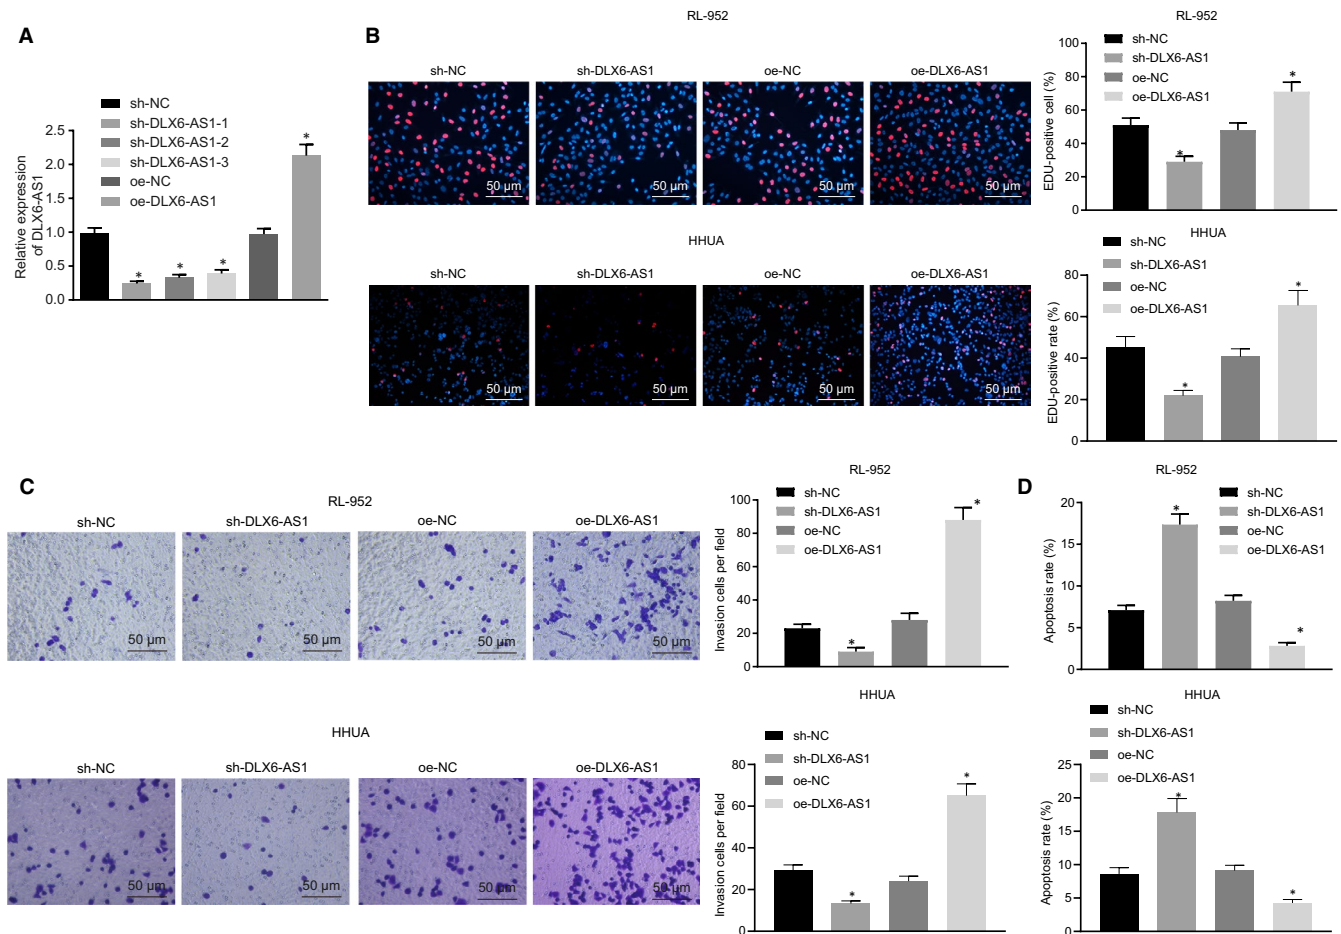 A
sh-NC
sh-DLX6-AS1-1
sh-DLX6-AS1-2
sh-DLX6-AS1-3
oe-NC
oe-DLX6-AS1
Relative expression
of DLX6-AS1
2.5
2.0
1.5
1.0
0.5
0.0
*
*
*
*
B
RL-952
sh-NC
sh-DLX6-AS1
oe-NC
oe-DLX6-AS1
50 µm
50 µm
50 µm
50 µm
HHUA
sh-NC
sh-DLX6-AS1
oe-NC
oe-DLX6-AS1
50 µm
50 µm
50 µm
50 µm
RL-952
sh-NC
sh-DLX6-AS1
oe-NC
oe-DLX6-AS1
EDU-positive cell (%)
100
80
60
40
20
0
*
*
HHUA
sh-NC
sh-DLX6-AS1
oe-NC
oe-DLX6-AS1
EDU-positive rate (%)
80
60
40
20
0
*
*
C
RL-952
sh-NC
sh-DLX6-AS1
oe-NC
oe-DLX6-AS1
50 µm
50 µm
50 µm
50 µm
HHUA
sh-NC
sh-DLX6-AS1
oe-NC
oe-DLX6-AS1
50 µm
50 µm
50 µm
50 µm
RL-952
sh-NC
sh-DLX6-AS1
oe-NC
oe-DLX6-AS1
Invasion cells per field
100
80
60
40
20
0
*
*
HHUA
sh-NC
sh-DLX6-AS1
oe-NC
oe-DLX6-AS1
Invasion cells per field
80
60
40
20
0
*
*
D
RL-952
sh-NC
sh-DLX6-AS1
oe-NC
oe-DLX6-AS1
Apoptosis rate (%)
20
15
10
5
0
*
*
HHUA
sh-NC
sh-DLX6-AS1
oe-NC
oe-DLX6-AS1
Apoptosis rate (%)
25
20
15
10
5
0
*
*